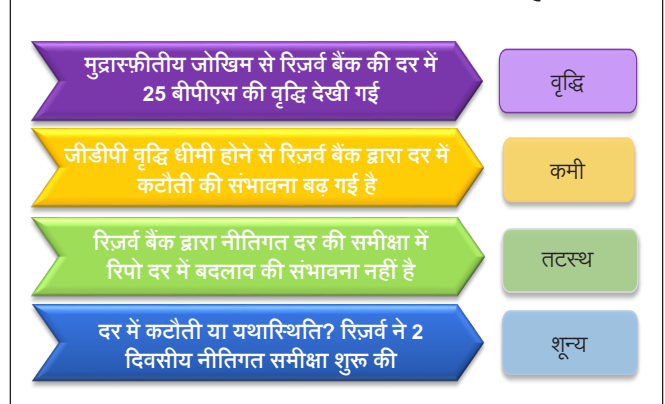 मुद्रास्फ़ीतीय जोखिम से रिज़र्व बैंक की दर में
25 बीपीएस की वृद्धि देखी गई
वृद्धि
जीडीपी वृद्धि धीमी होने से रिज़र्व बैंक द्वारा दर में
कटौती की संभावना बढ़ गई है
कमी
रिज़र्व बैंक द्वारा नीतिगत दर की समीक्षा में
रिपो दर में बदलाव की संभावना नहीं है
तटस्थ
दर में कटौती या यथास्थिति? रिज़र्व ने 2
दिवसीय नीतिगत समीक्षा शुरू की
शून्य